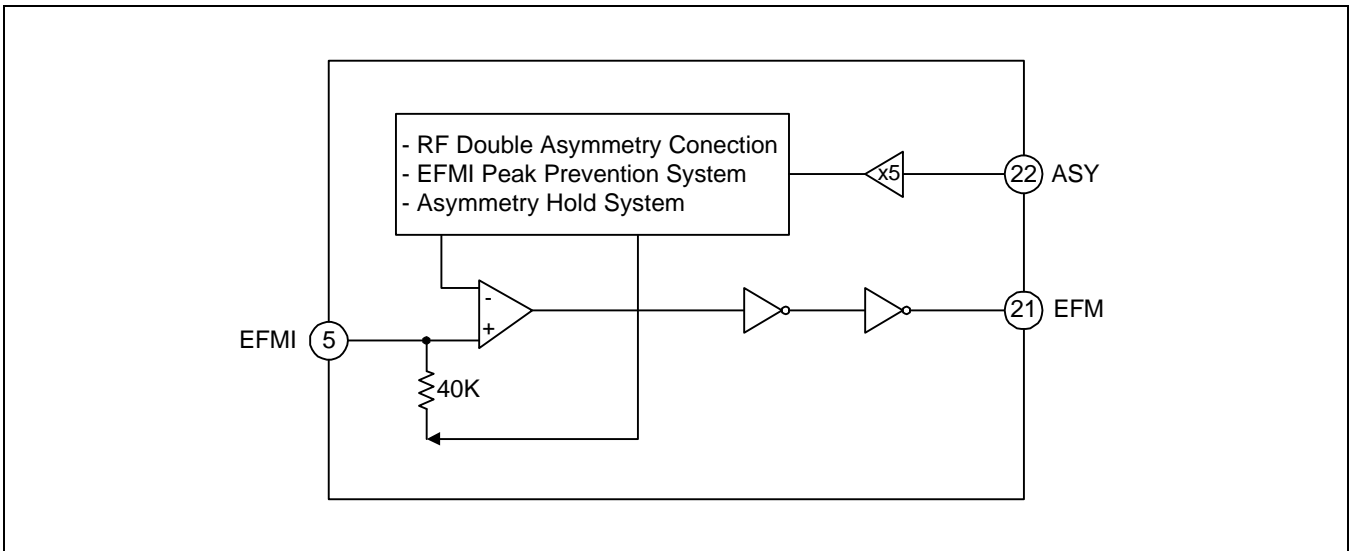 - RF Double Asymmetry Conection
- EFMI Peak Prevention System
- Asymmetry Hold System
x5
22 ASY
-
+
21 EFM
EFMI 5
40K